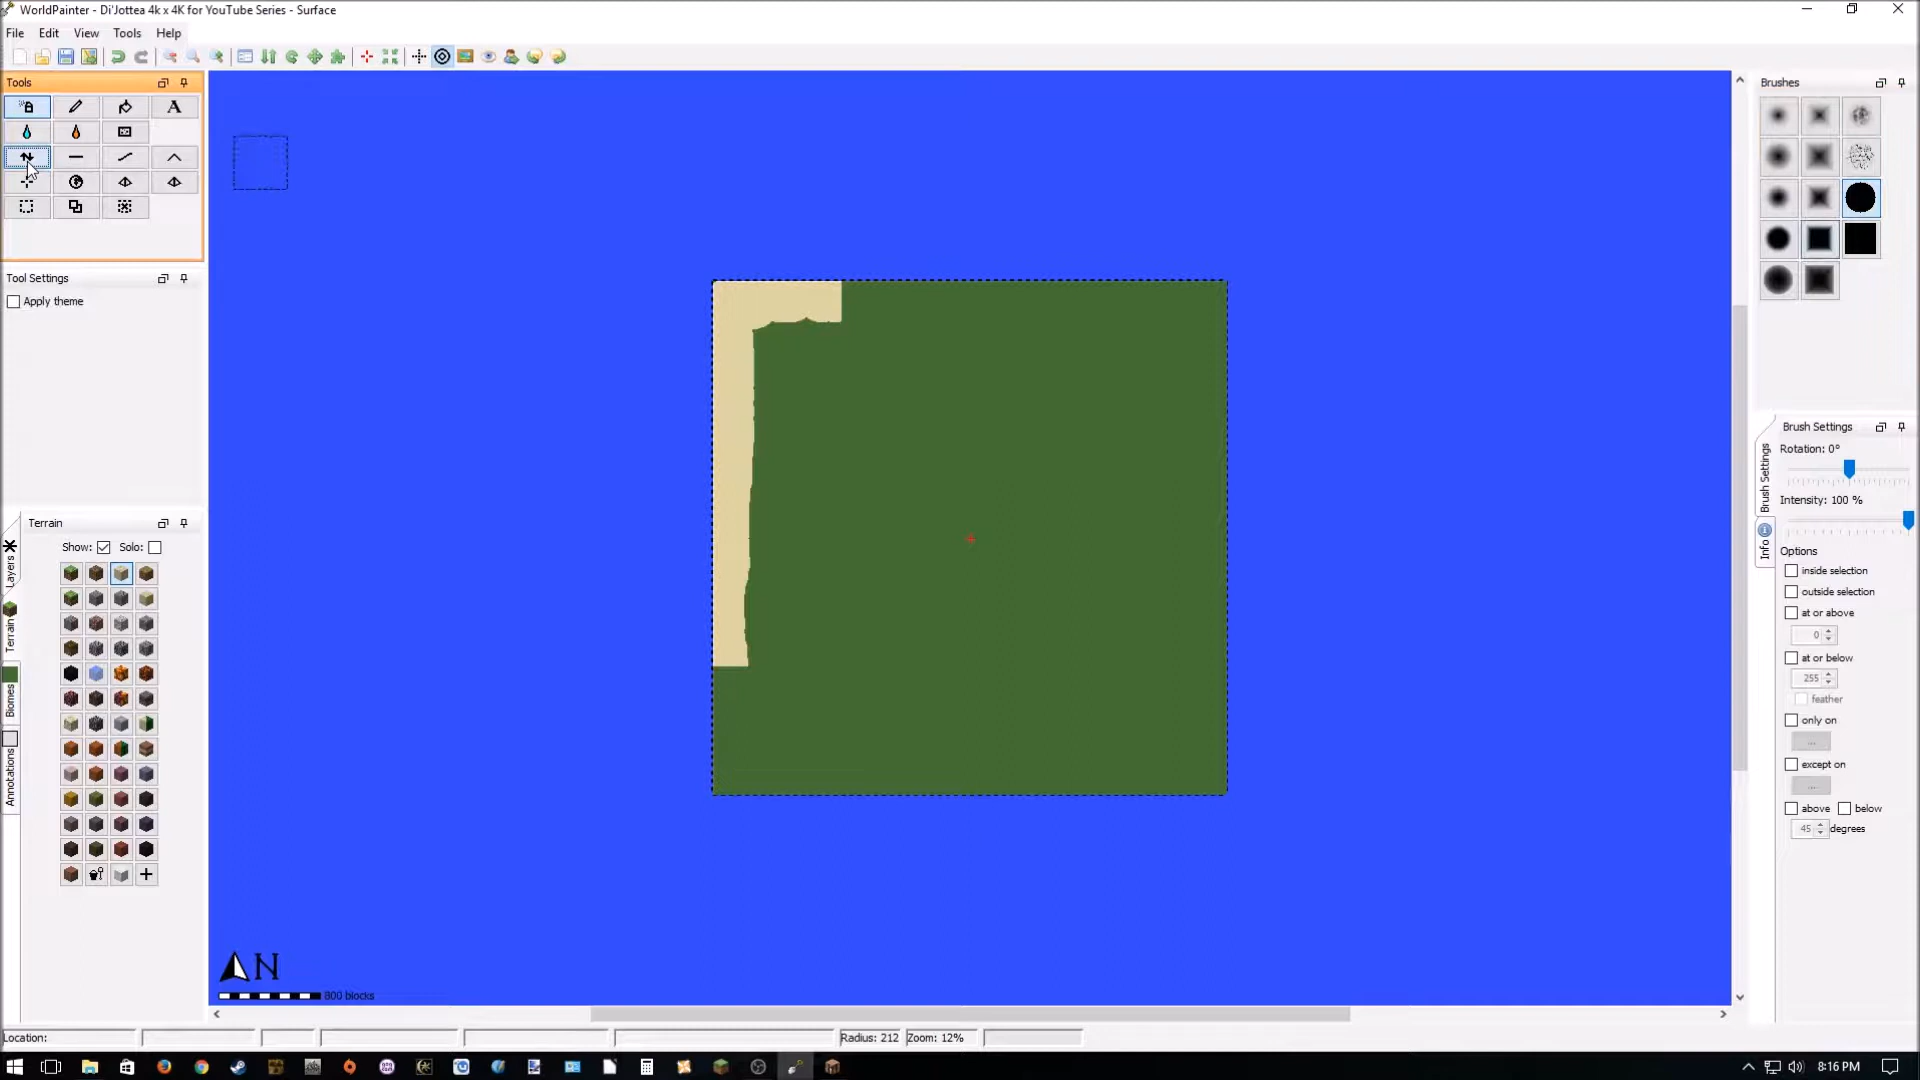 WorldPainter - Di'Jottea 4k x 4K for YouTube Series - Surface
File Edit View Tools Help
Tools
A
Tool Settings
Apply theme
Terrain
Show: Solo:
Layers
Terrain
Biomes
Annotations
N
800 blocks
Brushes
Brush Settings
Info
Brush Settings
Rotation: 0°
Intensity: 100 %
Options
inside selection
outside selection
at or above
0
at or below
255
feather
only on
...
except on
...
above below
45 degrees
Location: Radius: 212 Zoom: 12%
8:16 PM